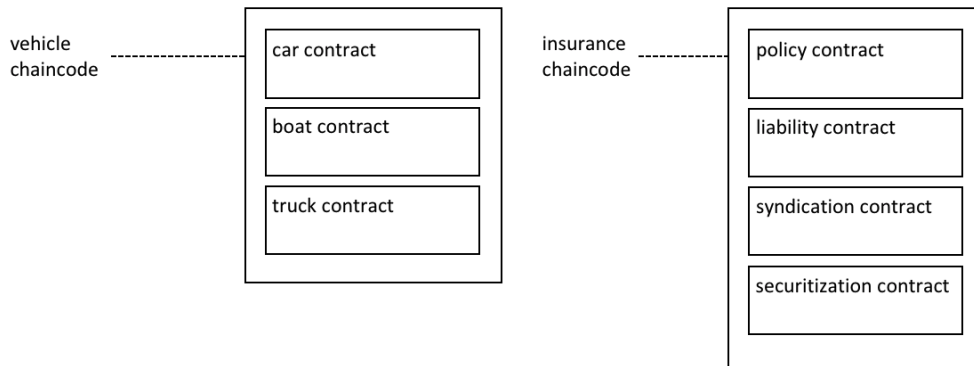 vehicle
chaincode
car contract
boat contract
truck contract
insurance
chaincode
policy contract
liability contract
syndication contract
securitization contract